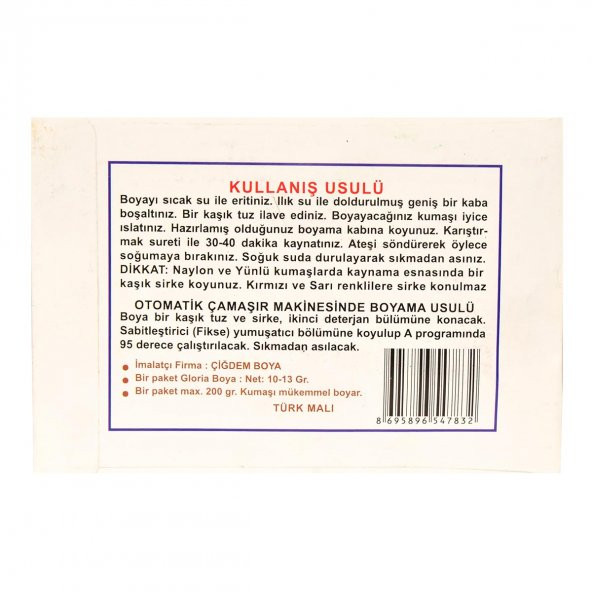 KULLANIŞ USULÜ
Boyayı sıcak su ile eritiniz. Ilık su ile doldurulmuş geniş bir kaba
boşaltınız. Bir kaşık tuz ilave ediniz. Boyayacağınız kumaşı iyice
ıslatınız. Hazırlamış olduğunuz boyama kabına koyunuz. Karıştır-
mak sureti ile 30-40 dakika kaynatınız. Ateşi söndürerek öylece
soğumaya bırakınız. Soğuk suda durulayarak sıkmadan asınız.
DİKKAT: Naylon ve Yünlü kumaşlarda kaynama esnasında bir
kaşık sirke koyunuz. Kırmızı ve Sarı renklilere sirke konulmaz
OTOMATİK ÇAMAŞIR MAKİNESİNDE BOYAMA USULÜ
Boya bir kaşık tuz ve sirke, ikinci deterjan bülümüne konacak.
Sabitleştirici (Fikse) yumuşatıcı bölümüne koyulup A programında
95 derece çalıştırılacak. Sıkmadan asılacak.
İmalatçı Firma : ÇİĞDEM BOYA
Bir paket Gloria Boya : Net: 10-13 Gr.
Bir paket max. 200 gr. Kumaşı mükemmel boyar.
TÜRK MALI
8 695896 547832